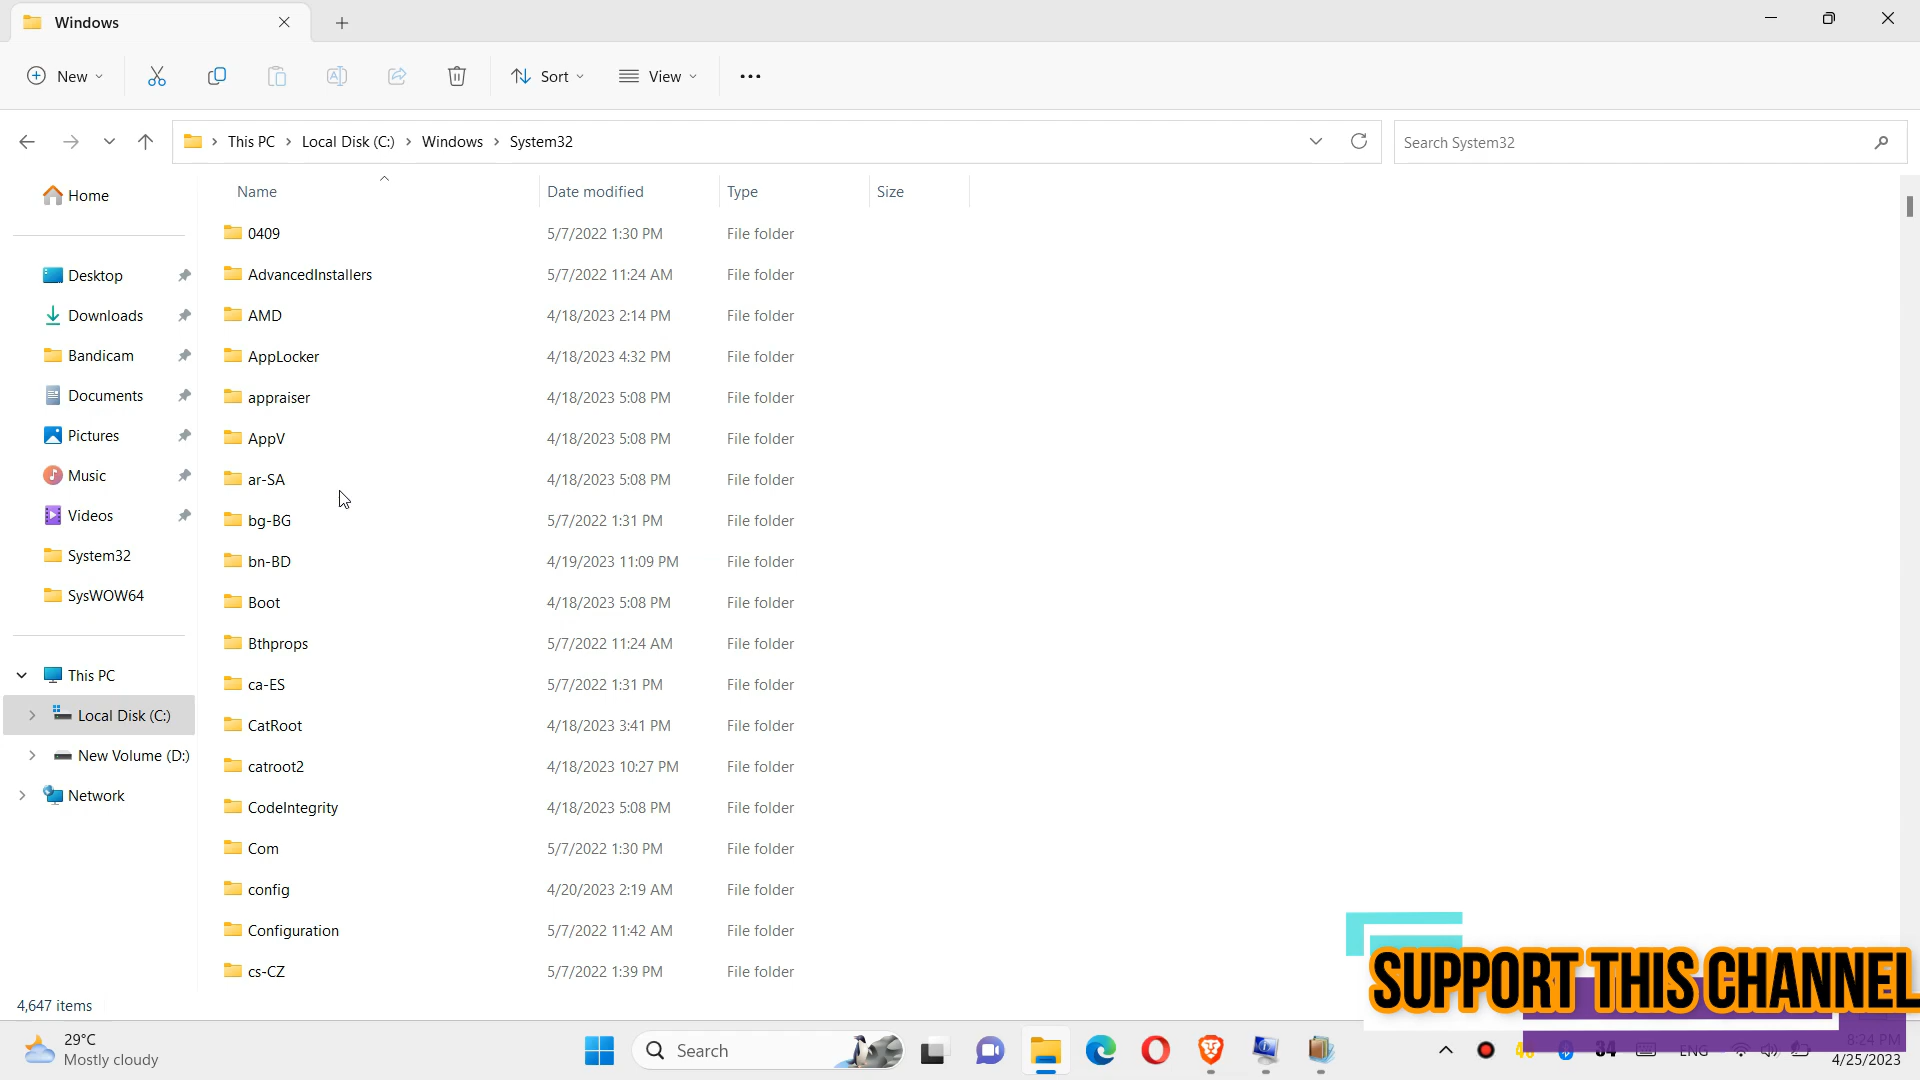 Windows
New
Sort
View
This PC > Local Disk (C:) > Windows > System32
Search System32
Home
Desktop
Downloads
Bandicam
Documents
Pictures
Music
Videos
System32
SysWOW64
This PC
Local Disk (C:)
New Volume (D:)
Network
Name Date modified Type Size
0409 5/7/2022 1:30 PM File folder
AdvancedInstallers 5/7/2022 11:24 AM File folder
AMD 4/18/2023 2:14 PM File folder
AppLocker 4/18/2023 4:32 PM File folder
appraiser 4/18/2023 5:08 PM File folder
AppV 4/18/2023 5:08 PM File folder
ar-SA 4/18/2023 5:08 PM File folder
bg-BG 5/7/2022 1:31 PM File folder
bn-BD 4/19/2023 11:09 PM File folder
Boot 4/18/2023 5:08 PM File folder
Bthprops 5/7/2022 11:24 AM File folder
ca-ES 5/7/2022 1:31 PM File folder
CatRoot 4/18/2023 3:41 PM File folder
catroot2 4/18/2023 10:27 PM File folder
CodeIntegrity 4/18/2023 5:08 PM File folder
Com 5/7/2022 1:30 PM File folder
config 4/20/2023 2:19 AM File folder
Configuration 5/7/2022 11:42 AM File folder
cs-CZ 5/7/2022 1:39 PM File folder
SUPPORT THIS CHANNEL
4,647 items
29°C
Mostly cloudy
Search
34
ENG
8:24 PM
4/25/2023